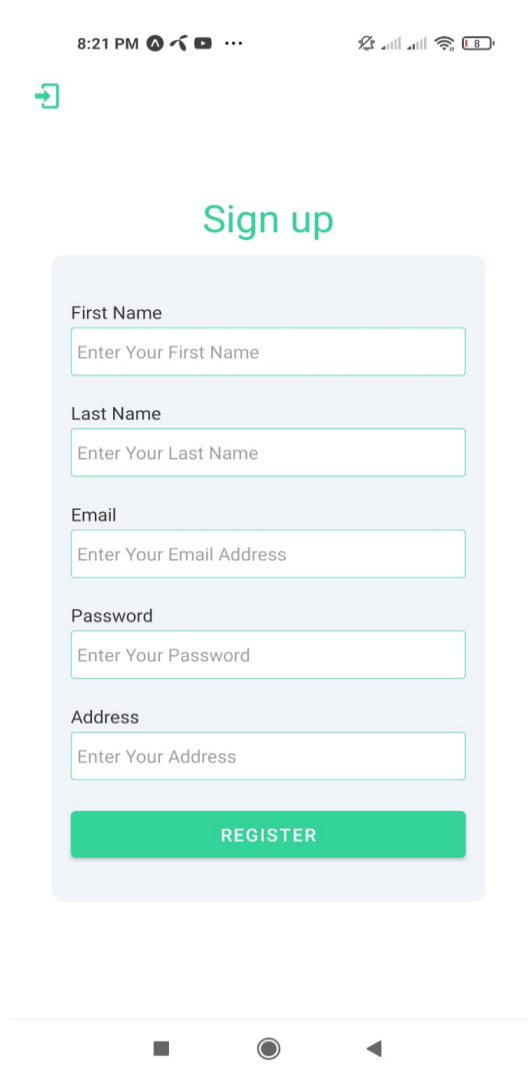 8:21 PM
8
Sign up
First Name
Enter Your First Name
Last Name
Enter Your Last Name
Email
Enter Your Email Address
Password
Enter Your Password
Address
Enter Your Address
REGISTER